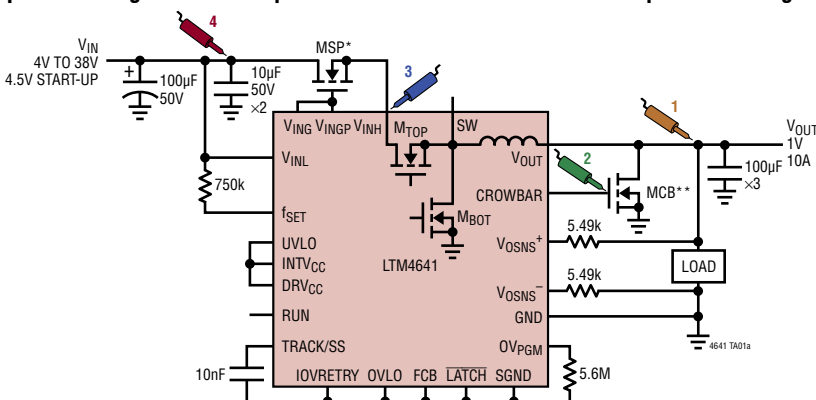 4
MSP*
VIN
4V TO 38V
4.5V START-UP
+
100µF
50V
10µF
50V
×2
3
1
VING VINGP VINH MTOP SW
VOUT
1V
10A
VINL
VOUT
2
100µF
×3
750k
CROWBAR
MCB**
fSET
MBOT
5.49k
UVLO
VOSNS+
INTVCC
LTM4641
LOAD
DRVCC
5.49k
VOSNS–
RUN
GND
4641 TA01a
TRACK/SS
OVPGM
10nF
5.6M
IOVRETRY OVLO FCB LATCH SGND